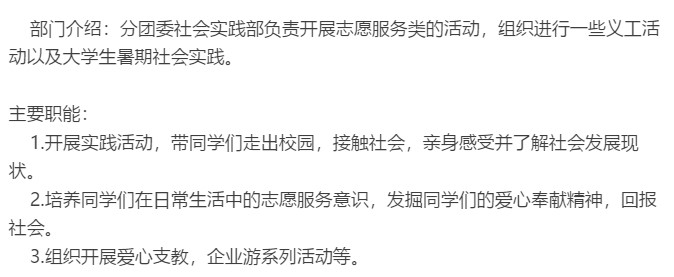 部门介绍：分团委社会实践部负责开展志愿服务类的活动，组织进行一些义工活
动以及大学生暑期社会实践。
主要职能：
1.开展实践活动，带同学们走出校园，接触社会，亲身感受并了解社会发展现
状。
2.培养同学们在日常生活中的志愿服务意识，发掘同学们的爱心奉献精神，回报
社会。
3.组织开展爱心支教，企业游系列活动等。